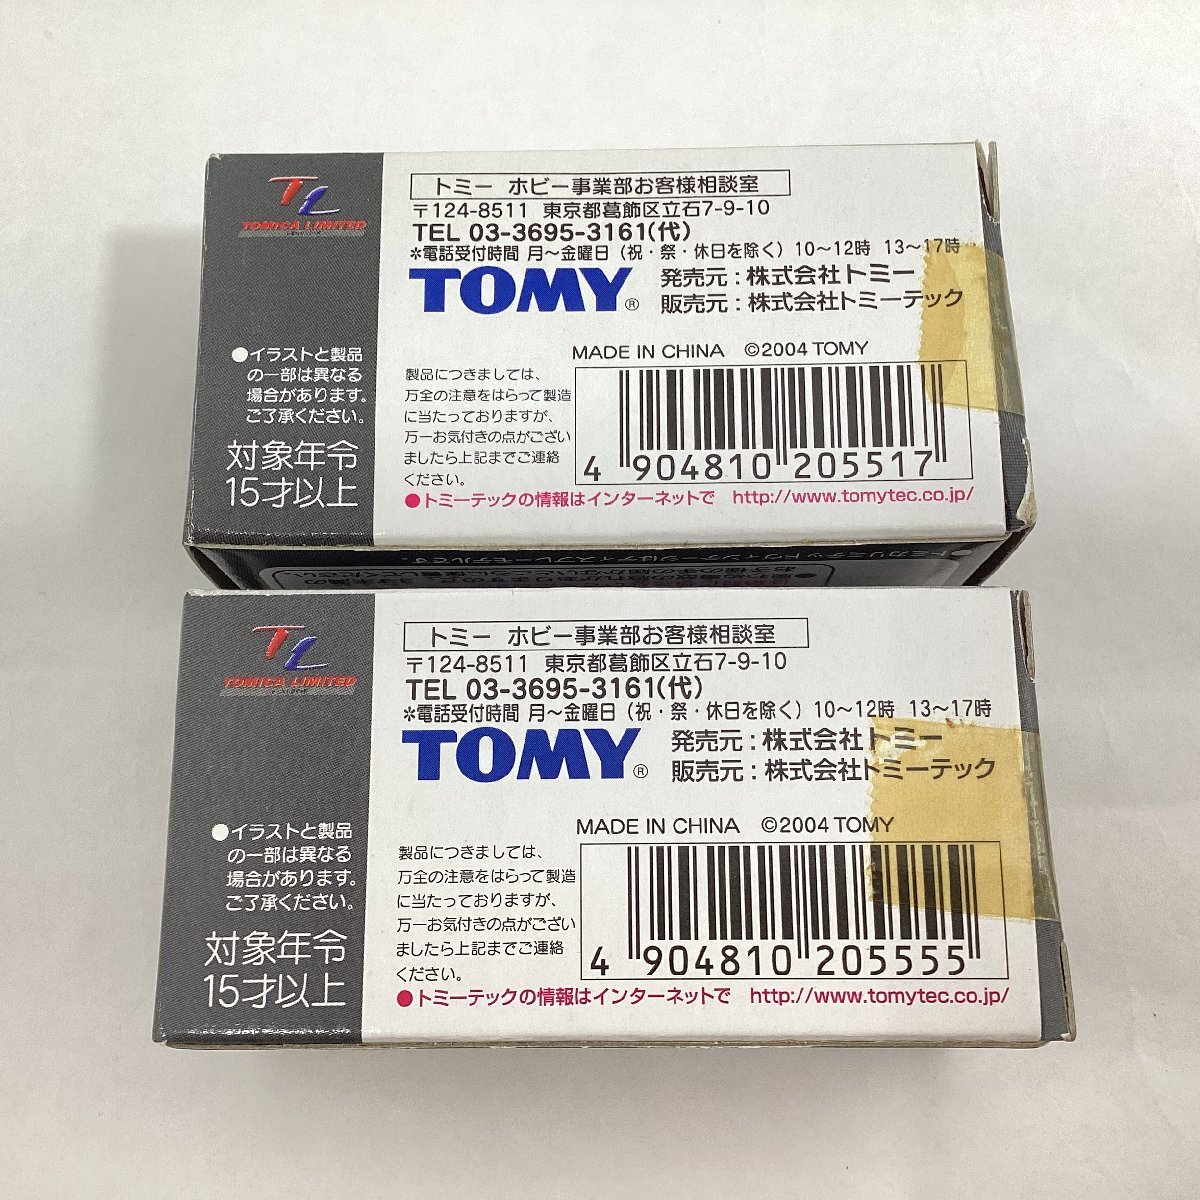 TL
TOMICA LIMITED
●イラストと製品
の一部は異なる
場合があります。
ご了承ください。
対象年令
15才以上
トミー ホビー事業部お客様相談室
〒124-8511 東京都葛飾区立石7-9-10
TEL 03-3695-3161(代)
*電話受付時間 月〜金曜日(祝・祭・休日を除く) 10〜12時 13〜17時
TOMY®
発売元：株式会社トミー
販売元：株式会社トミーテック
MADE IN CHINA ©2004 TOMY
製品につきましては、
万全の注意をはらって製造
に当たっておりますが、
万一お気付きの点がござい
ましたら上記までご連絡
ください。
4 904810 205517
●トミーテックの情報はインターネットで http://www.tomytec.co.jp/
TL
TOMICA LIMITED
●イラストと製品
の一部は異なる
場合があります。
ご了承ください。
対象年令
15才以上
トミー ホビー事業部お客様相談室
〒124-8511 東京都葛飾区立石7-9-10
TEL 03-3695-3161(代)
*電話受付時間 月〜金曜日(祝・祭・休日を除く) 10〜12時 13〜17時
TOMY®
発売元：株式会社トミー
販売元：株式会社トミーテック
MADE IN CHINA ©2004 TOMY
製品につきましては、
万全の注意をはらって製造
に当たっておりますが、
万一お気付きの点がござい
ましたら上記までご連絡
ください。
4 904810 205555
●トミーテックの情報はインターネットで http://www.tomytec.co.jp/